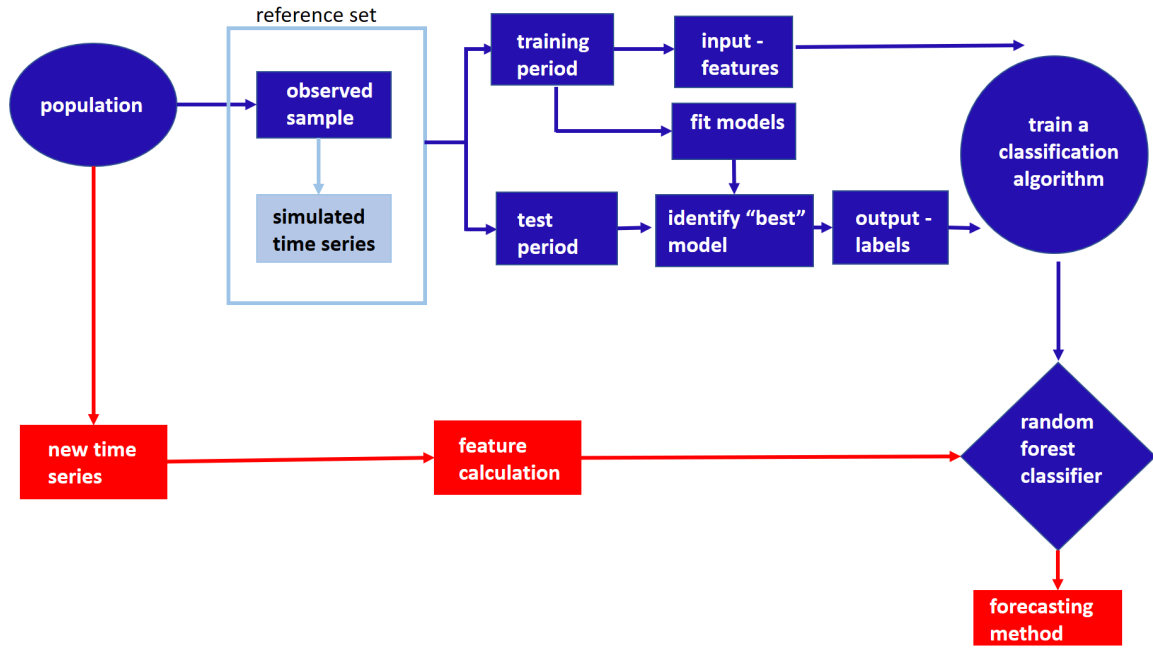 reference set
population
observed
sample
simulated
time series
training
period
input -
features
fit models
test
period
identify “best”
model
output -
labels
train a
classification
algorithm
new time
series
feature
calculation
random
forest
classifier
forecasting
method